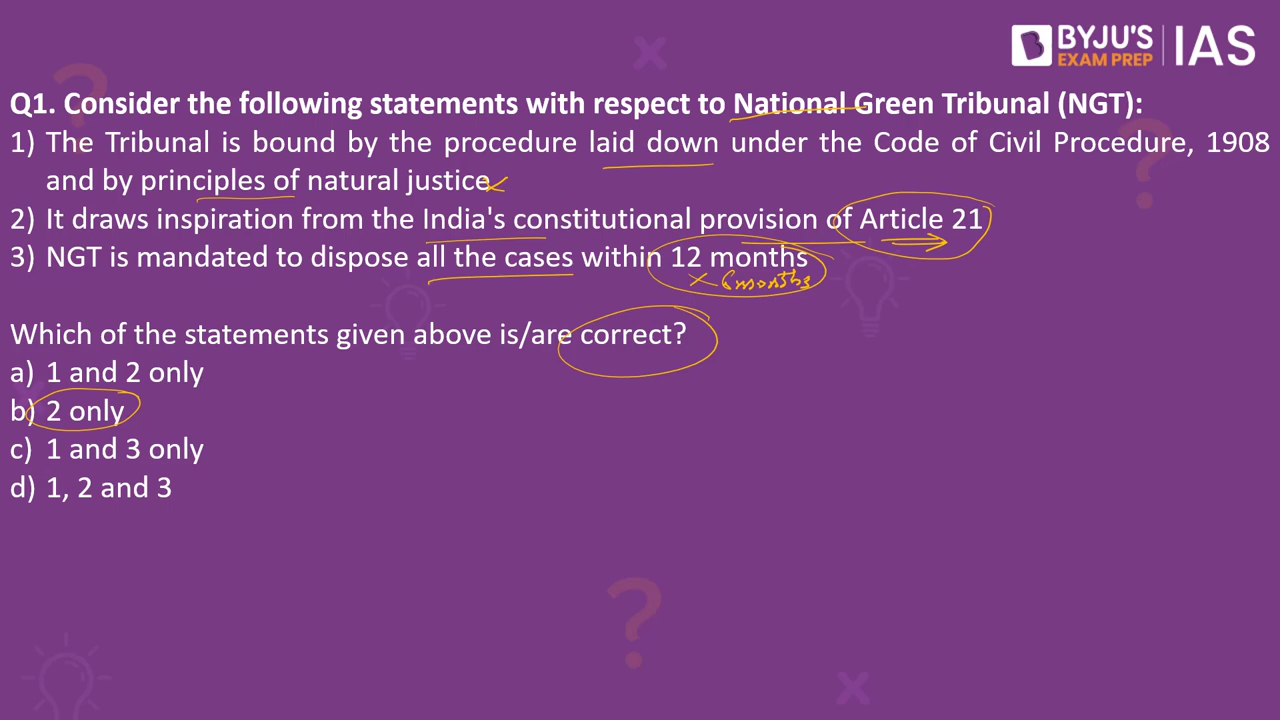 BYJU'S IAS
EXAM PREP
Q1. Consider the following statements with respect to National Green Tribunal (NGT):
1) The Tribunal is bound by the procedure laid down under the Code of Civil Procedure, 1908
and by principles of natural justice
2) It draws inspiration from the India's constitutional provision of Article 21
3) NGT is mandated to dispose all the cases within 12 months
6 months
Which of the statements given above is/are correct?
a) 1 and 2 only
b) 2 only
c) 1 and 3 only
d) 1, 2 and 3